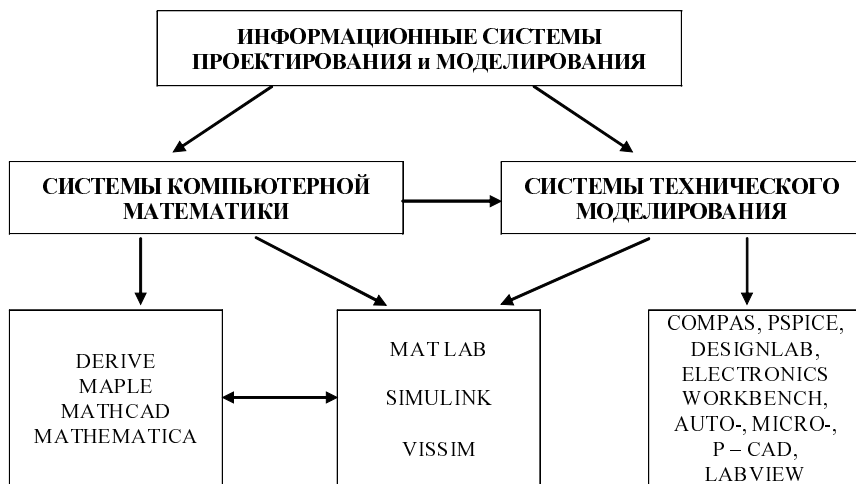 ИНФОРМАЦИОННЫЕ СИСТЕМЫ
ПРОЕКТИРОВАНИЯ и МОДЕЛИРОВАНИЯ
СИСТЕМЫ КОМПЬЮТЕРНОЙ
МАТЕМАТИКИ
СИСТЕМЫ ТЕХНИЧЕСКОГО
МОДЕЛИРОВАНИЯ
DERIVE
MAPLE
MATHCAD
MATHEMATICA
MAT LAB
SIMULINK
VISSIM
COMPAS, PSPICE,
DESIGNLAB,
ELECTRONICS
WORKBENCH,
AUTO-, MICRO-,
P – CAD,
LABVIEW